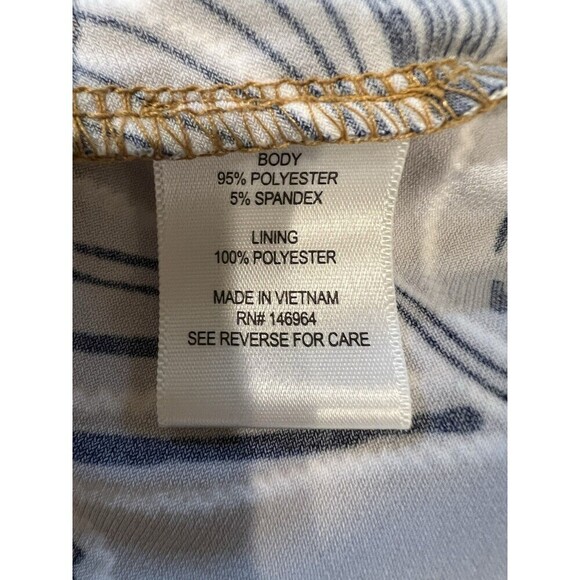 BODY
95% POLYESTER
5% SPANDEX
LINING
100% POLYESTER
MADE IN VIETNAM
RN# 146964
SEE REVERSE FOR CARE